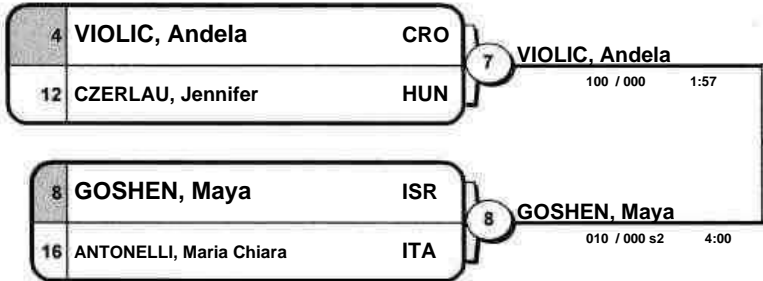 4 VIOLIC, Andela CRO
12 CZERLAU, Jennifer HUN
7 VIOLIC, Andela
100 / 000 1:57
8 GOSHEN, Maya ISR
16 ANTONELLI, Maria Chiara ITA
8 GOSHEN, Maya
010 / 000 s2 4:00